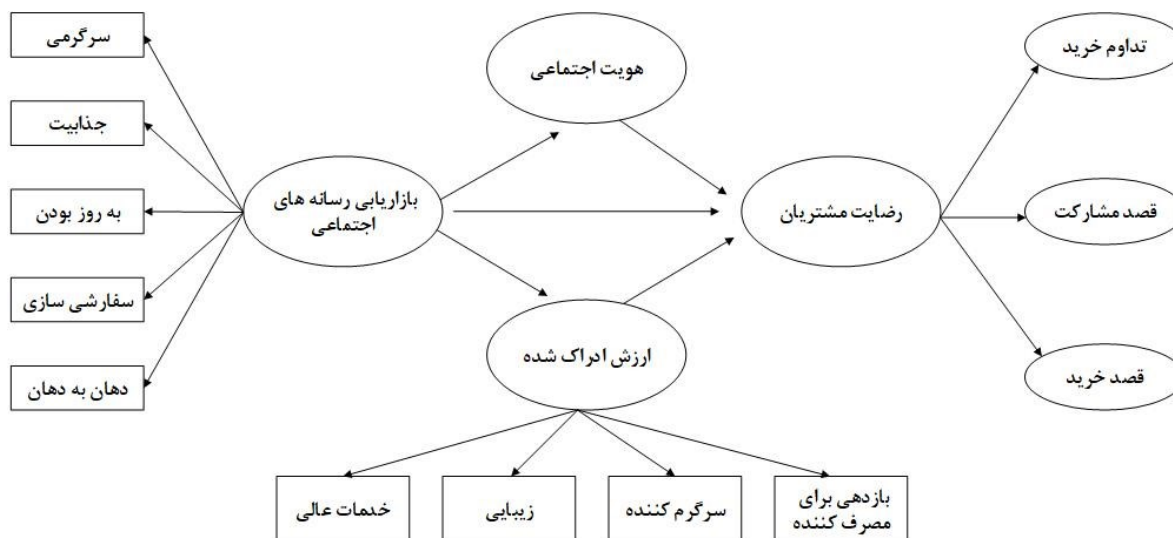 سرگرمی
جذابیت
به روز بودن
سفارشی سازی
دهان به دهان
بازاریابی رسانه های
اجتماعی
هویت اجتماعی
ارزش ادراک شده
خدمات عالی
زیبایی
سرگرم کننده
بازدهی برای
مصرف کننده
رضایت مشتریان
تداوم خرید
قصد مشارکت
قصد خرید